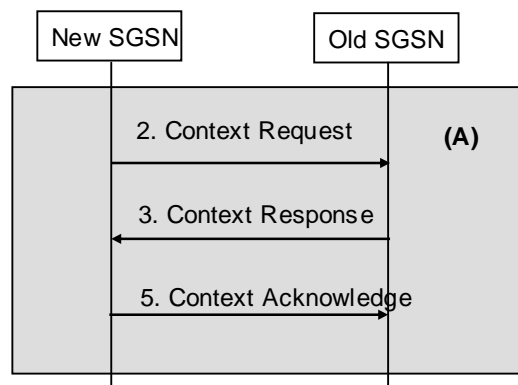 New SGSN
Old SGSN
2. Context Request
(A)
3. Context Response
5. Context Acknowledge